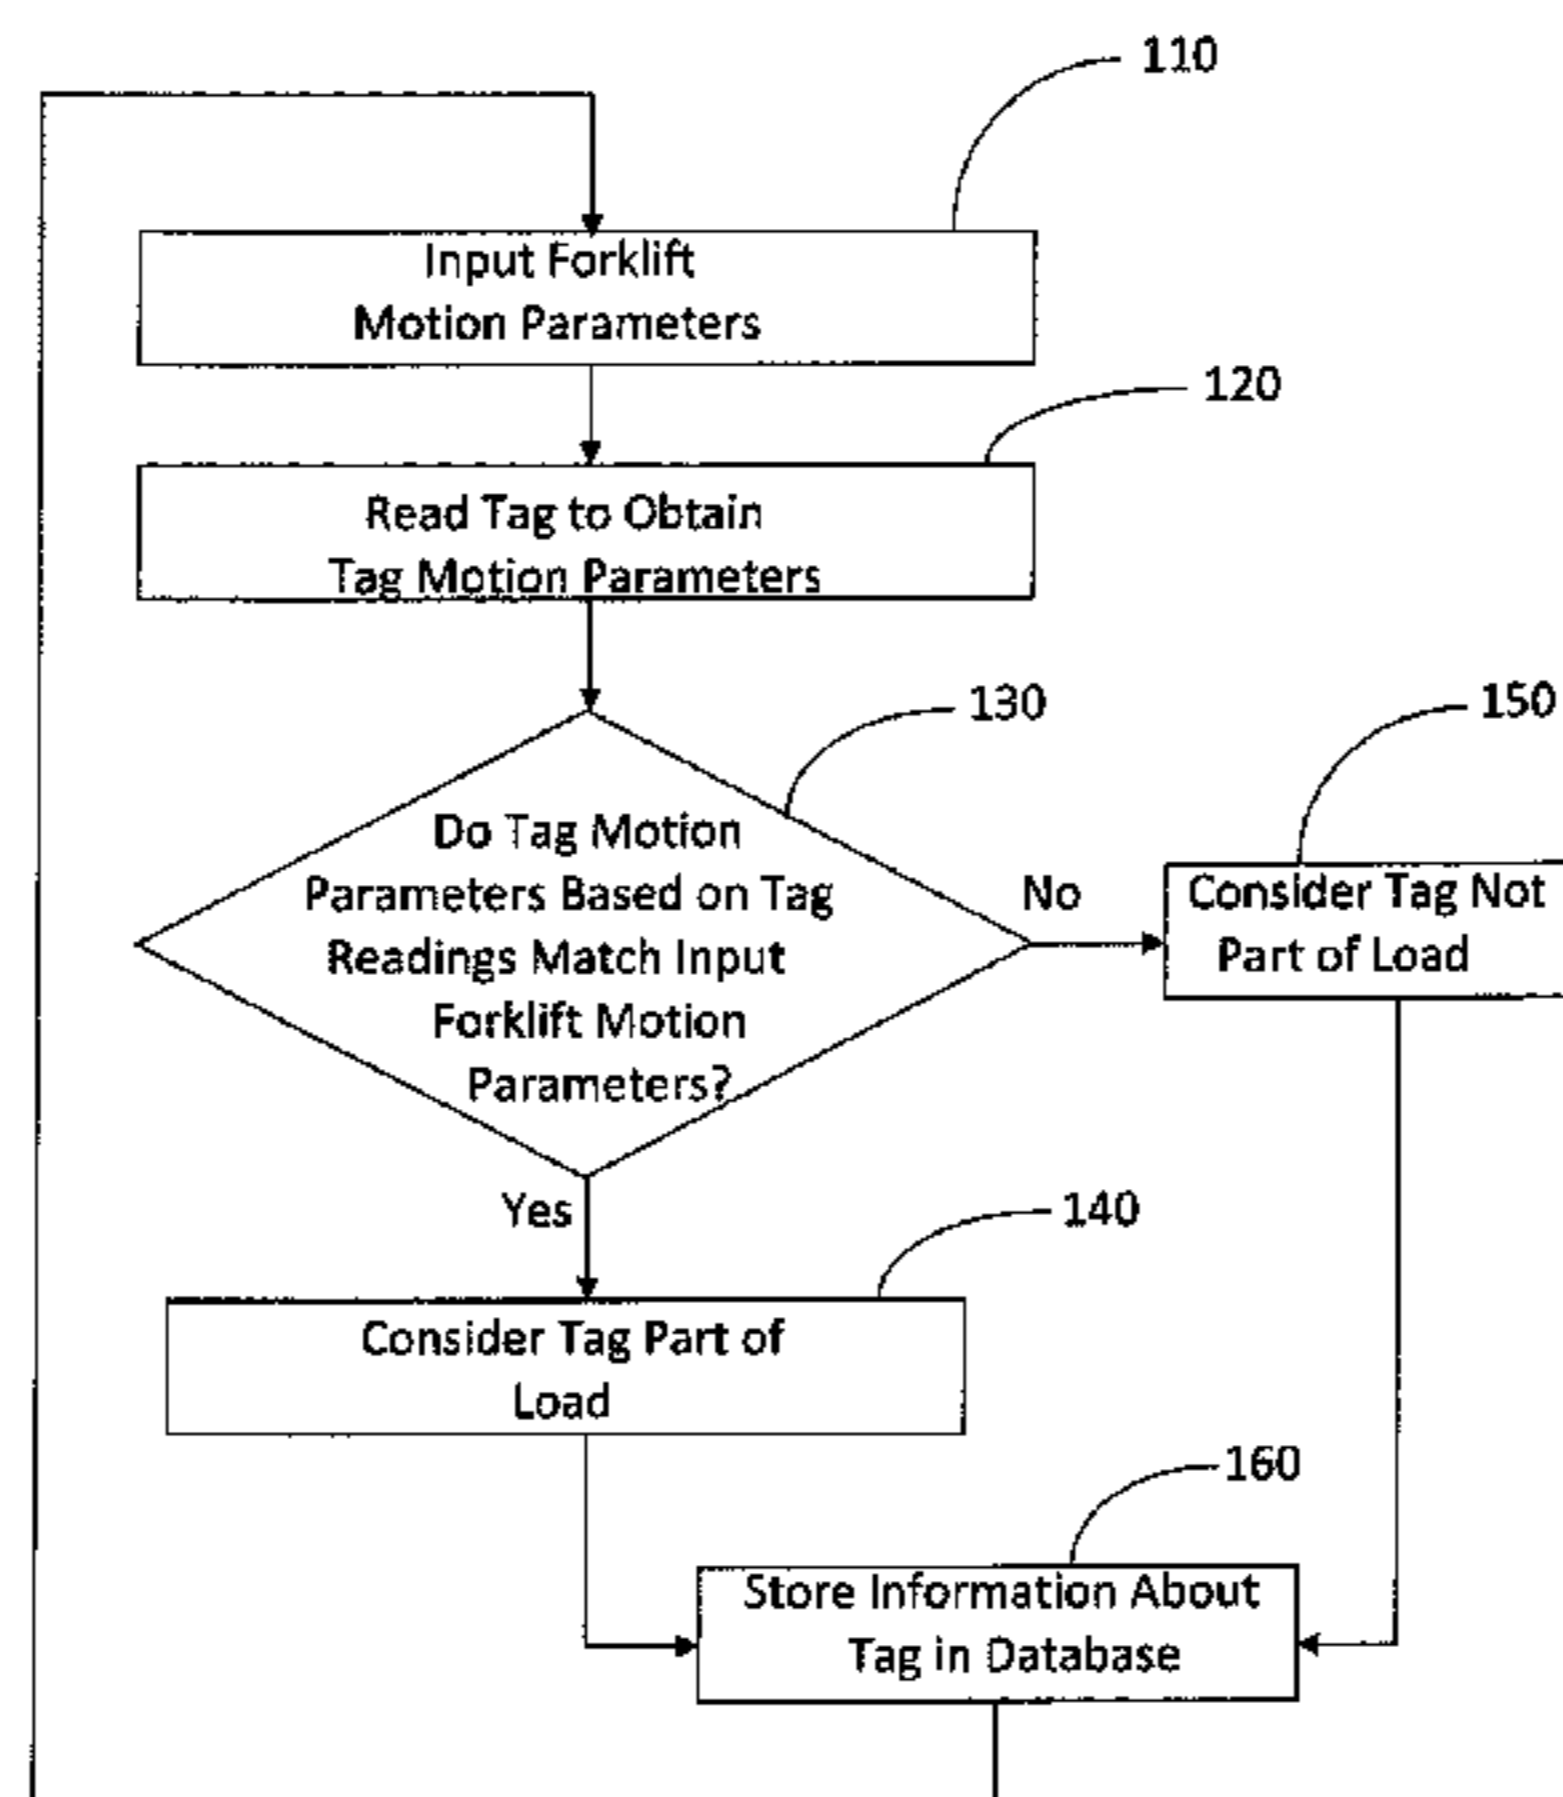 110
Input Forklift
Motion Parameters
120
Read Tag to Obtain
Tag Motion Parameters
130
150
Do Tag Motion
Parameters Based on Tag
Readings Match Input
Forklift Motion
Parameters?
No
Consider Tag Not
Part of Load
Yes
140
Consider Tag Part of
Load
160
Store Information About
Tag in Database